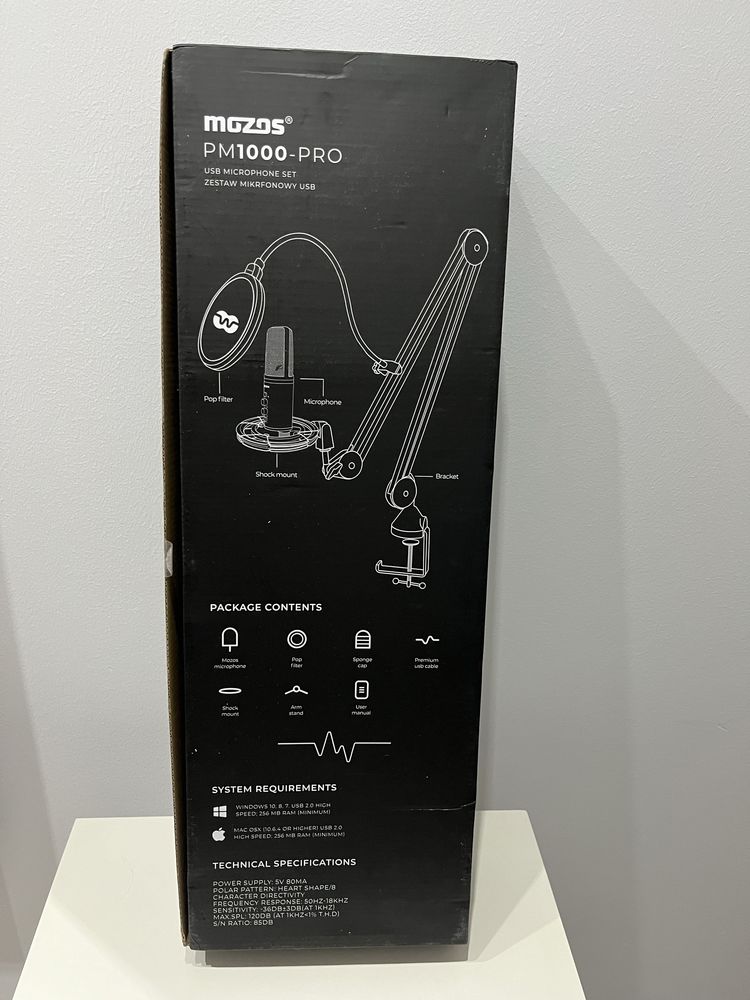 mozos®
PM1000-PRO
USB MICROPHONE SET
ZESTAW MIKRFONOWY USB
Pop filter
Microphone
Shock mount
Bracket
PACKAGE CONTENTS
Mozos
microphone
Pop
filter
Sponge
cap
Premium
usb cable
Shock
mount
Arm
stand
User
manual
SYSTEM REQUIREMENTS
WINDOWS 10, 8, 7. USB 2.0 HIGH
SPEED; 256 MB RAM (MINIMUM)
MAC OSX (10.6.4 OR HIGHER) USB 2.0
HIGH SPEED; 256 MB RAM (MINIMUM)
TECHNICAL SPECIFICATIONS
POWER SUPPLY: 5V 80MA
POLAR PATTERN: HEART SHAPE/8
CHARACTER DIRECTIVITY
FREQUENCY RESPONSE: 50HZ-18KHZ
SENSITIVITY: -36DB±3DB(AT 1KHZ)
MAX.SPL: 120DB (AT 1KHZ<1% T.H.D)
S/N RATIO: 85DB